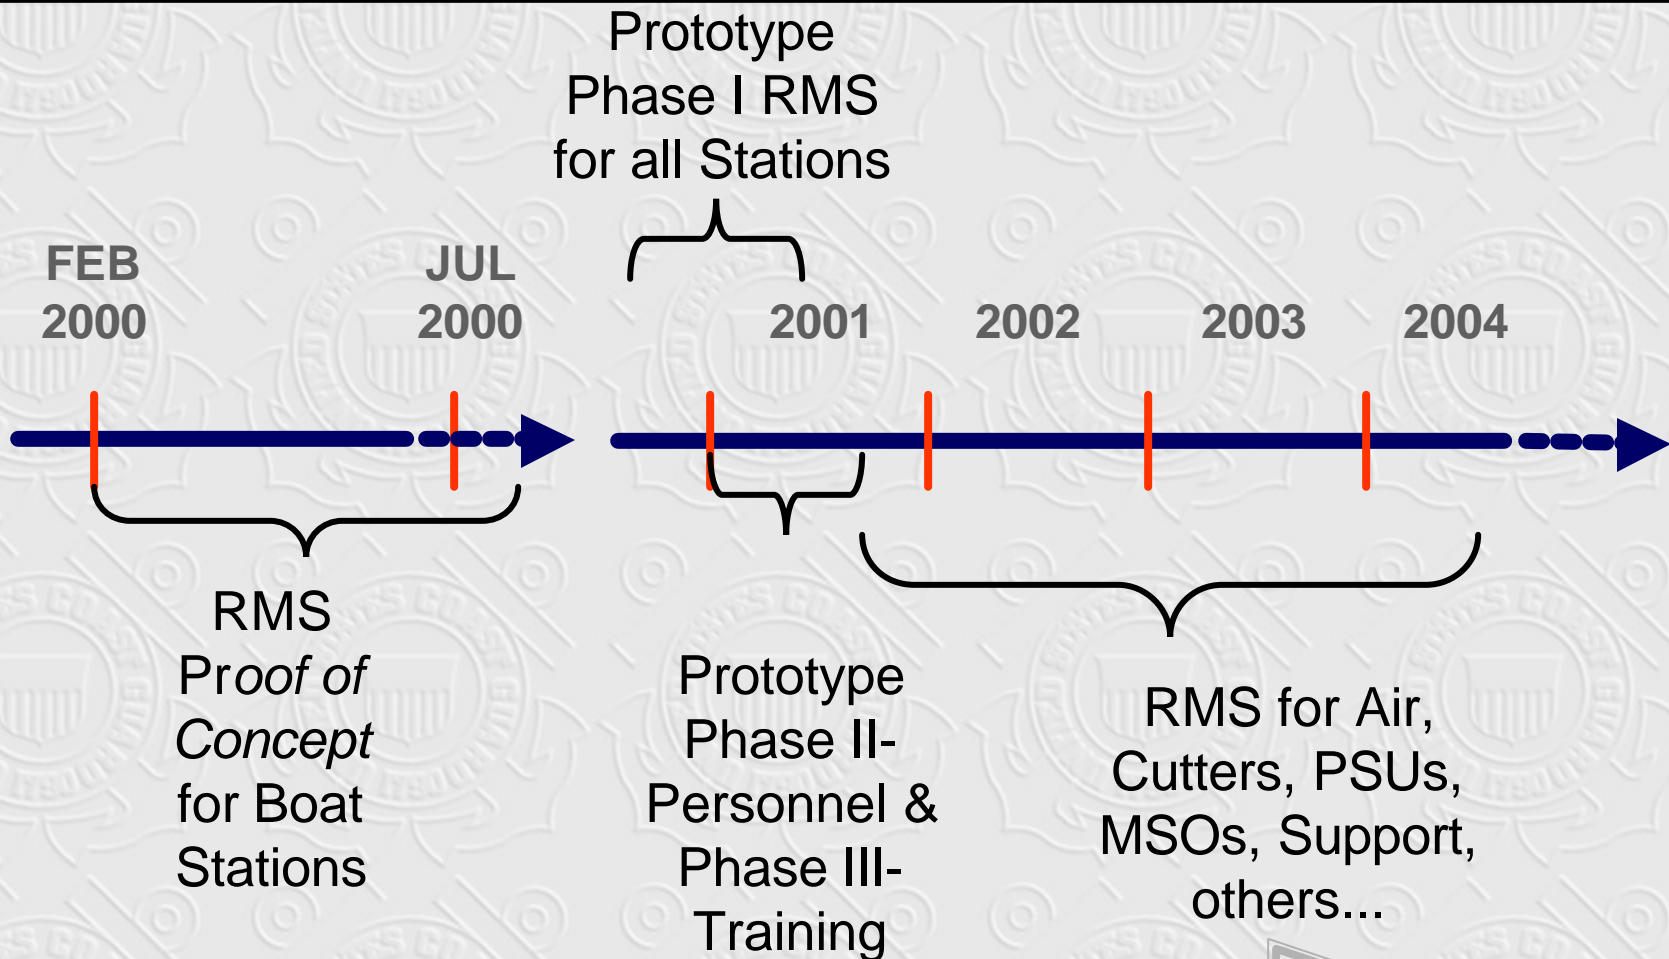 Prototype
Phase I RMS
for all Stations
FEB
2000
JUL
2000
2001
2002
2003
2004
RMS
Proof of
Concept
for Boat
Stations
Prototype
Phase II-
Personnel &
Phase III-
Training
RMS for Air,
Cutters, PSUs,
MSOs, Support,
others...